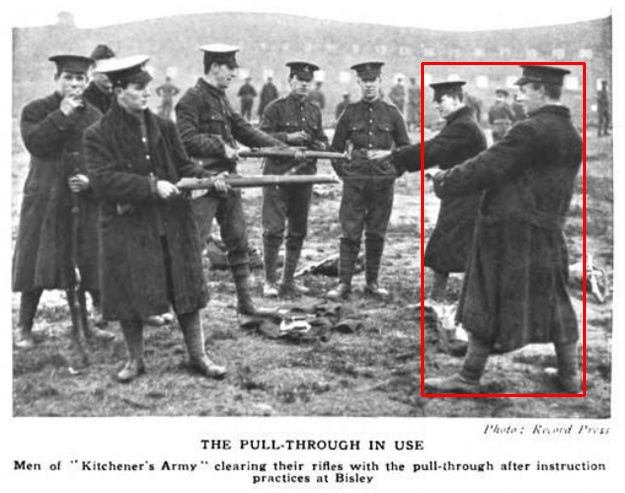 Photo: Record Press
THE PULL-THROUGH IN USE
Men of "Kitchener's Army" clearing their rifles with the pull-through after instruction
practices at Bisley